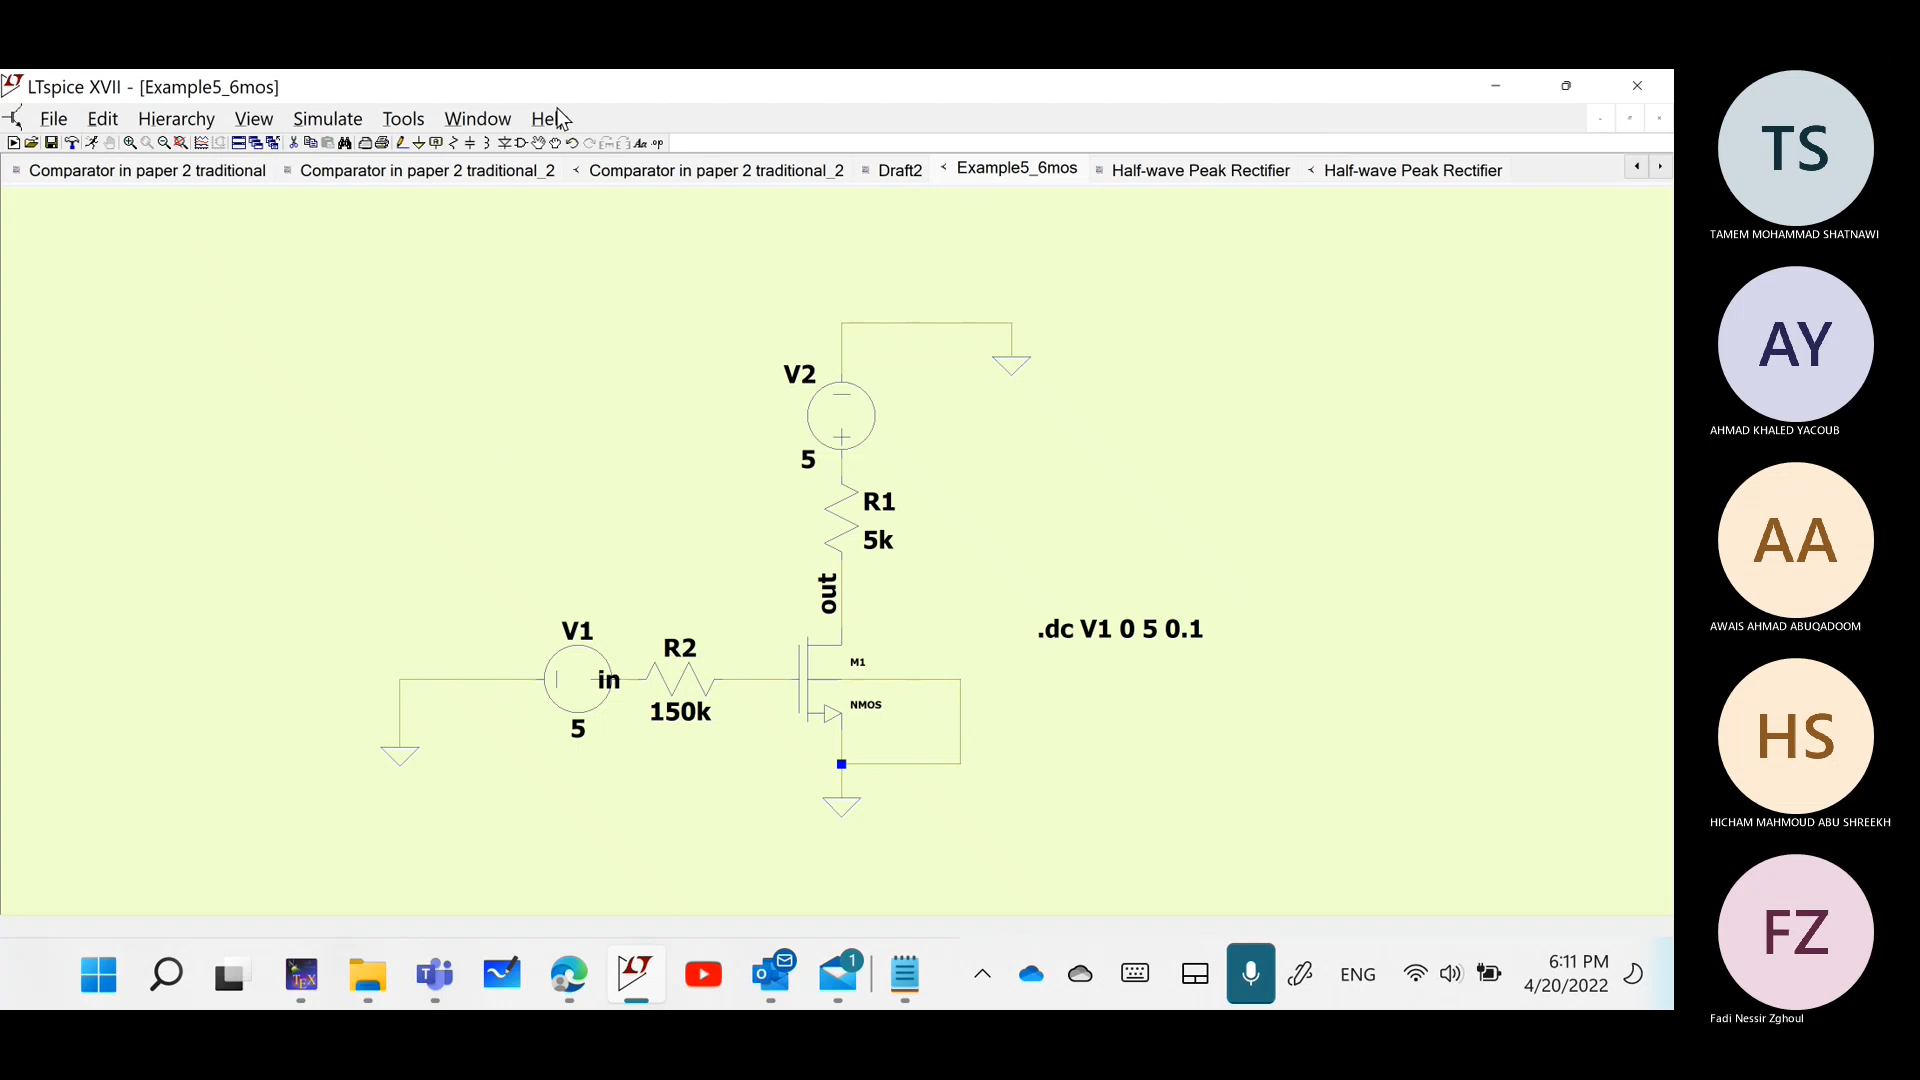 LTspice XVII - [Example5_6mos]
File Edit Hierarchy View Simulate Tools Window Help
Comparator in paper 2 traditional Comparator in paper 2 traditional_2 Comparator in paper 2 traditional_2 Draft2 Example5_6mos Half-wave Peak Rectifier Half-wave Peak Rectifier
V2
5
R1
5k
out
V1
in
5
R2
150k
M1
NMOS
.dc V1 0 5 0.1
TS
TAMEM MOHAMMAD SHATNAWI
AY
AHMAD KHALED YACOUB
AA
AWAIS AHMAD ABUQADOOM
HS
HICHAM MAHMOUD ABU SHREEKH
FZ
Fadi Nessir Zghoul
1
ENG
6:11 PM
4/20/2022